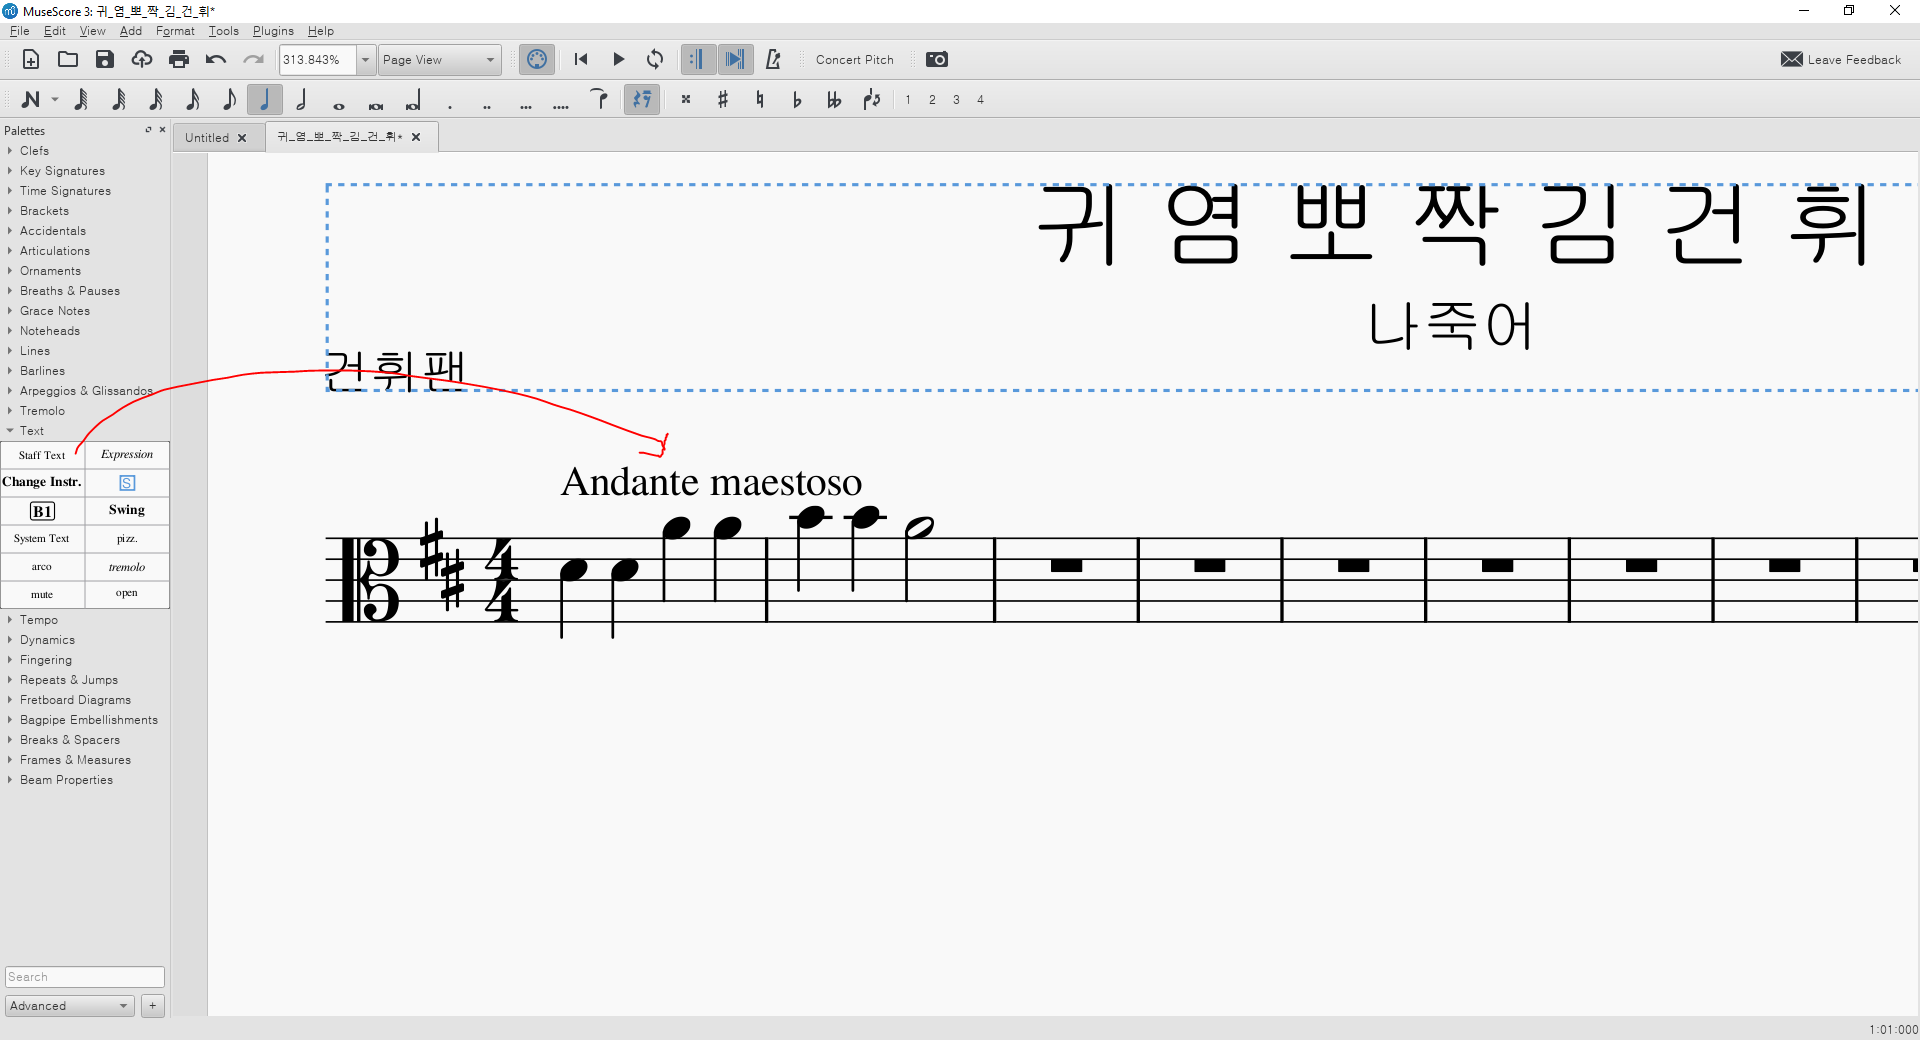 MuseScore 3: 귀_염_뽀_짝_김_건_휘*
File Edit View Add Format Tools Plugins Help
313.843% Page View Concert Pitch Leave Feedback
1 2 3 4
Palettes
Untitled 귀_염_뽀_짝_김_건_휘*
Clefs
Key Signatures
Time Signatures
Brackets
Accidentals
Articulations
Ornaments
Breaths & Pauses
Grace Notes
Noteheads
Lines
Barlines
Arpeggios & Glissandos
Tremolo
Text
Staff Text Expression
Change Instr. S
B1 Swing
System Text pizz.
arco tremolo
mute open
Tempo
Dynamics
Fingering
Repeats & Jumps
Fretboard Diagrams
Bagpipe Embellishments
Breaks & Spacers
Frames & Measures
Beam Properties
Search
Advanced +
귀 염 뽀 짝 김 건 휘
나죽어
건휘팬
Andante maestoso
4
4
1:01:000